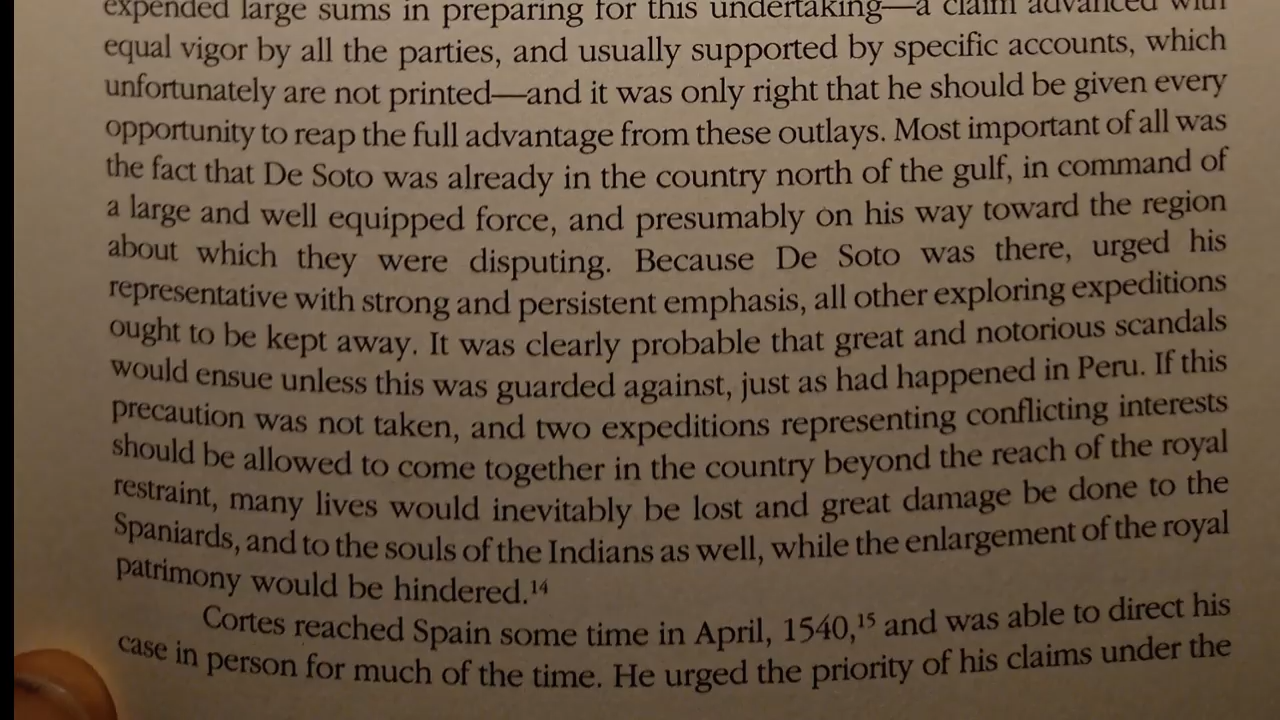 expended large sums in preparing for this undertaking—a claim advanced with
equal vigor by all the parties, and usually supported by specific accounts, which
unfortunately are not printed—and it was only right that he should be given every
opportunity to reap the full advantage from these outlays. Most important of all was
the fact that De Soto was already in the country north of the gulf, in command of
a large and well equipped force, and presumably on his way toward the region
about which they were disputing. Because De Soto was there, urged his
representative with strong and persistent emphasis, all other exploring expeditions
ought to be kept away. It was clearly probable that great and notorious scandals
would ensue unless this was guarded against, just as had happened in Peru. If this
precaution was not taken, and two expeditions representing conflicting interests
should be allowed to come together in the country beyond the reach of the royal
restraint, many lives would inevitably be lost and great damage be done to the
Spaniards, and to the souls of the Indians as well, while the enlargement of the royal
patrimony would be hindered.¹⁴
Cortes reached Spain some time in April, 1540,¹⁵ and was able to direct his
case in person for much of the time. He urged the priority of his claims under the